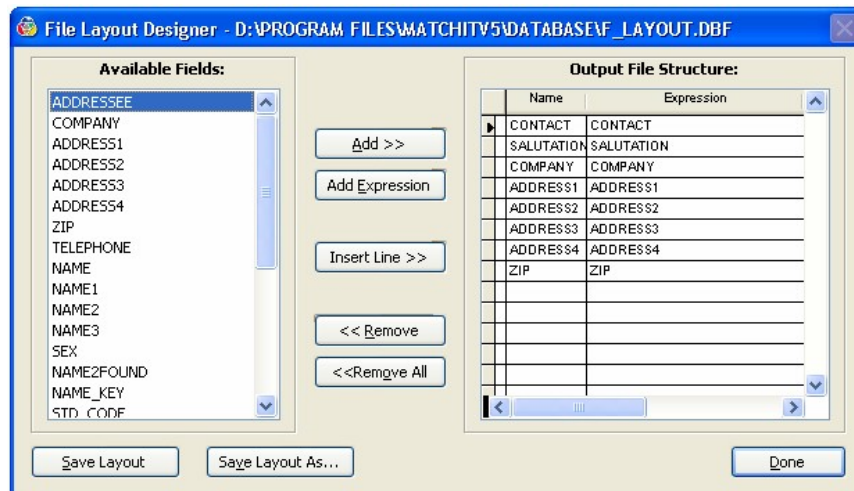 File Layout Designer - D:\PROGRAM FILES\MATCHITV5\DATABASE\F_LAYOUT.DBF
Available Fields:
ADDRESSEE
COMPANY
ADDRESS1
ADDRESS2
ADDRESS3
ADDRESS4
ZIP
TELEPHONE
NAME
NAME1
NAME2
NAME3
SEX
NAME2FOUND
NAME_KEY
STD_CODE
Add >>
Add Expression
Insert Line >>
<< Remove
<<Remove All
Output File Structure:
Name Expression
CONTACT CONTACT
SALUTATION SALUTATION
COMPANY COMPANY
ADDRESS1 ADDRESS1
ADDRESS2 ADDRESS2
ADDRESS3 ADDRESS3
ADDRESS4 ADDRESS4
ZIP ZIP
Save Layout
Save Layout As...
Done